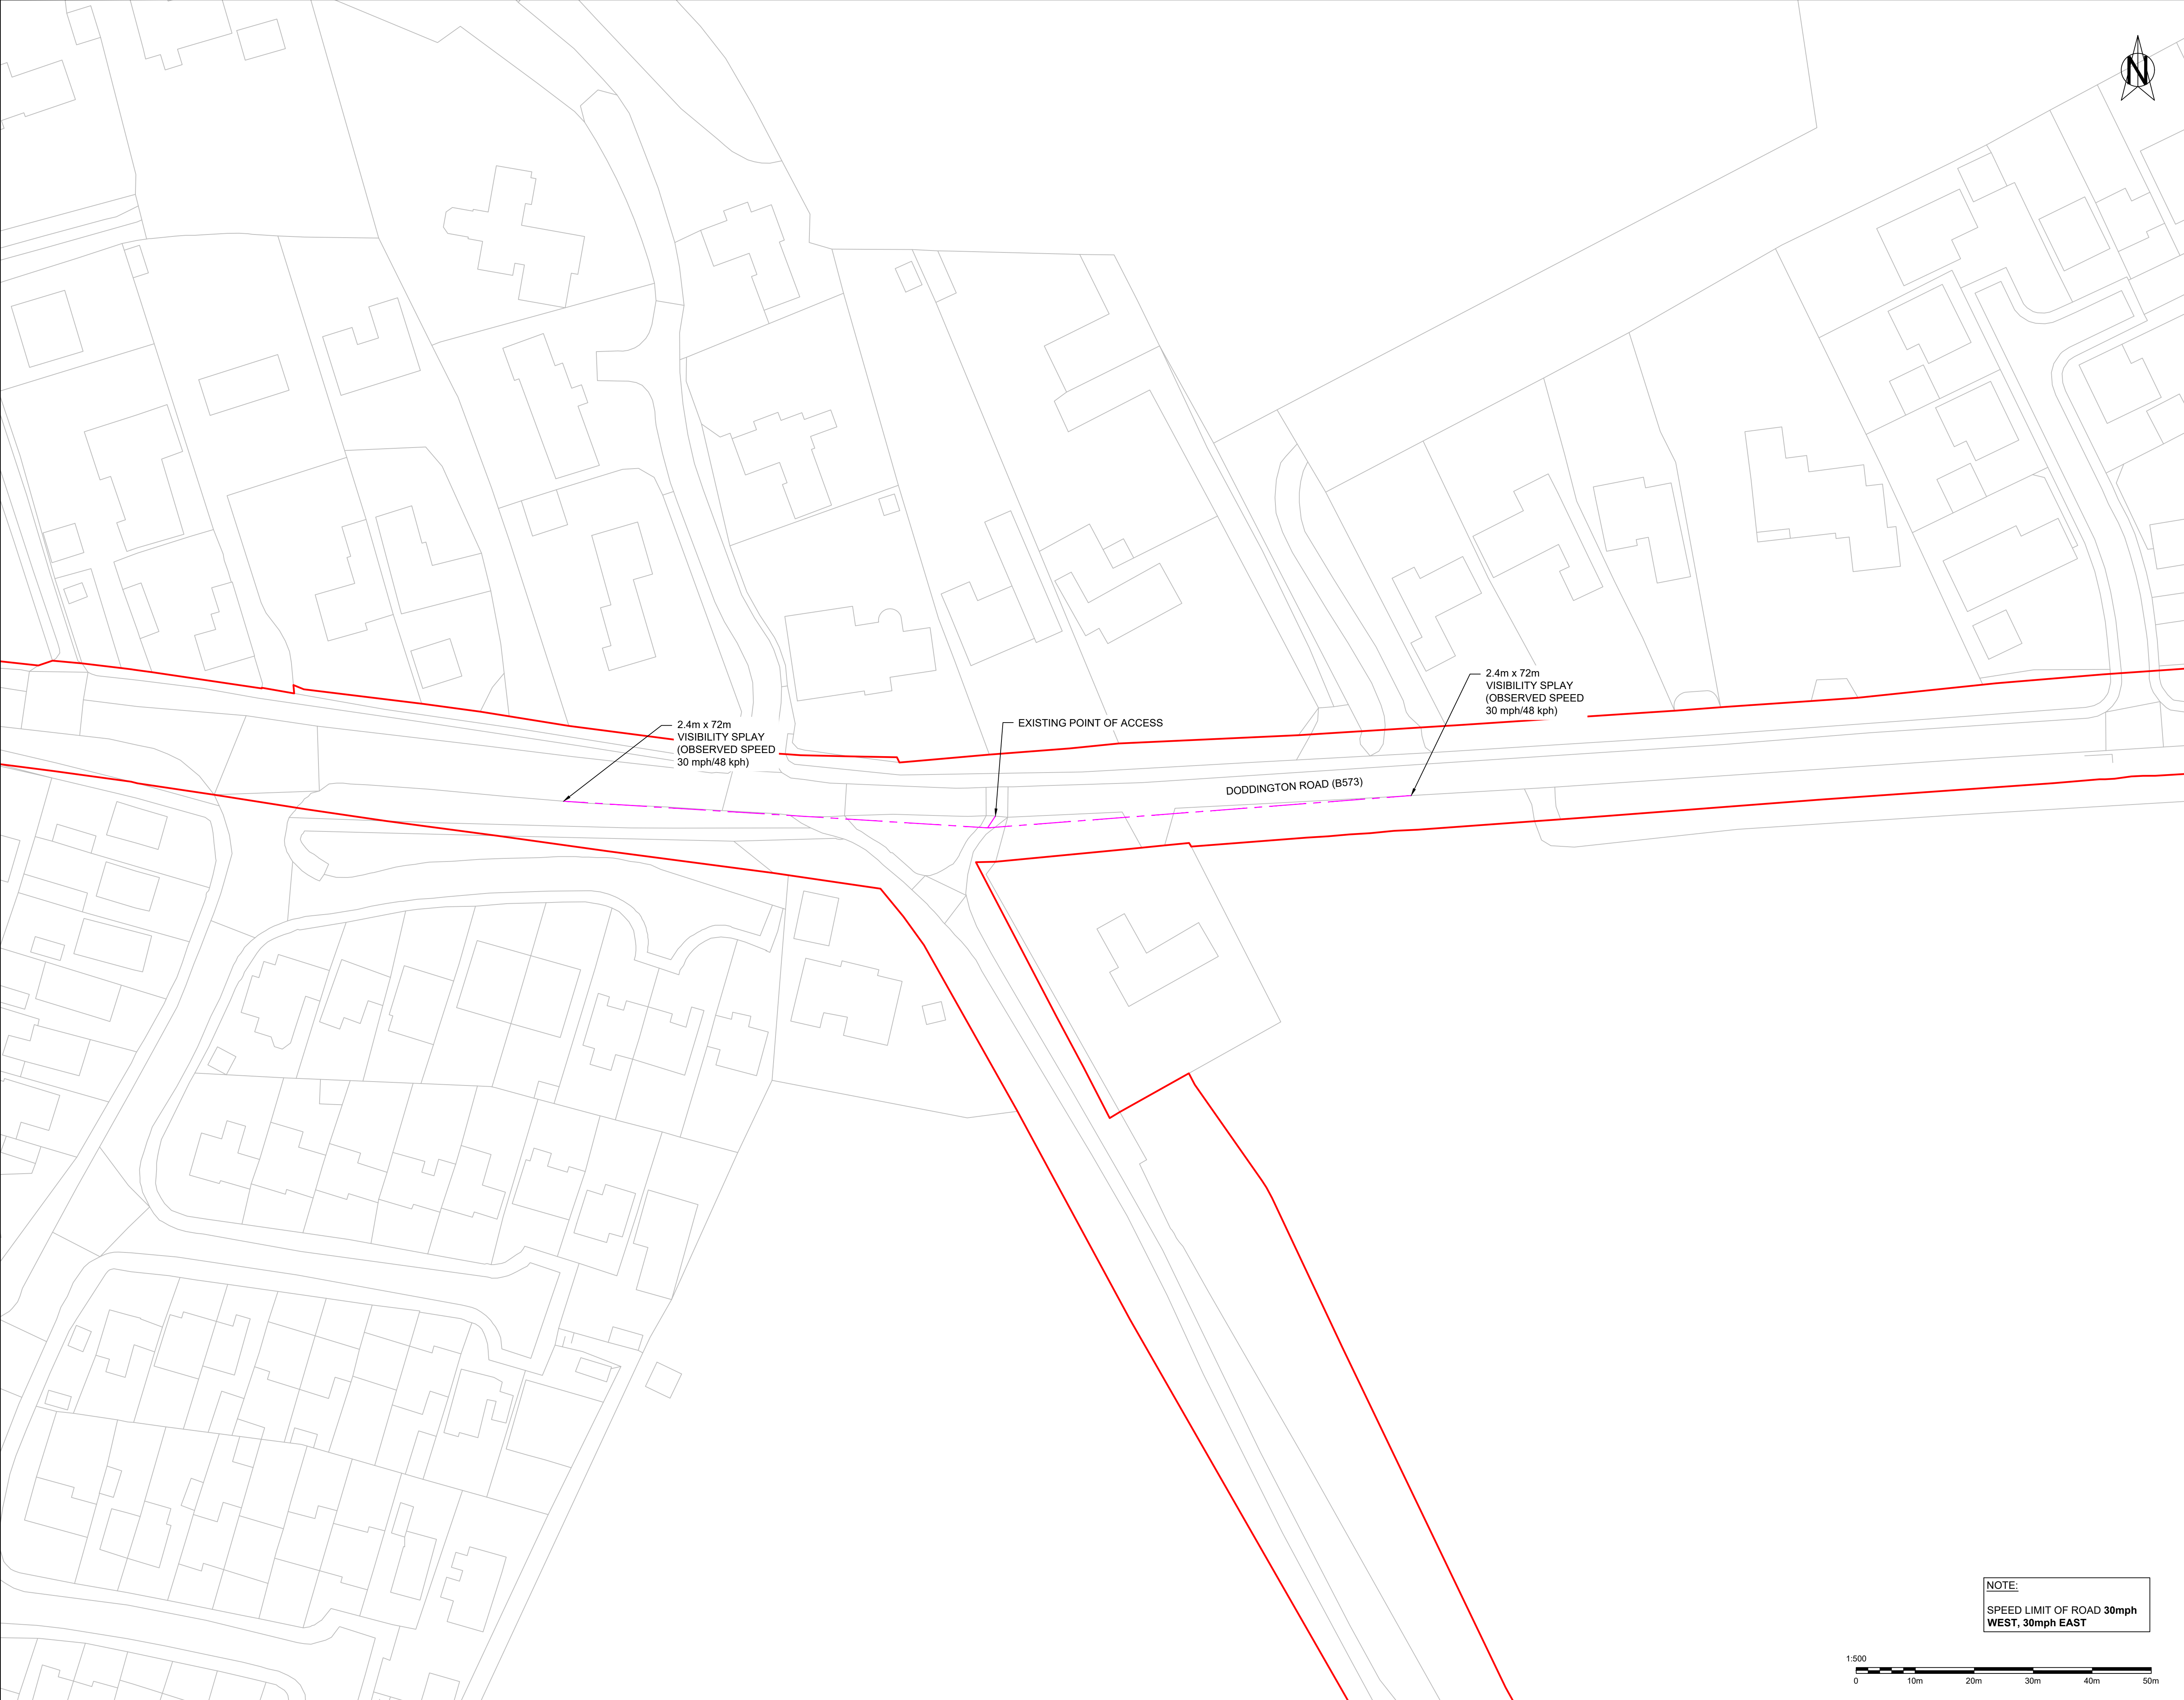 N
2.4m x 72m
VISIBILITY SPLAY
(OBSERVED SPEED
30 mph/48 kph)
2.4m x 72m
VISIBILITY SPLAY
(OBSERVED SPEED
30 mph/48 kph)
EXISTING POINT OF ACCESS
DODDINGTON ROAD (B573)
NOTE:
SPEED LIMIT OF ROAD 30mph
WEST, 30mph EAST
1:500
0 10m 20m 30m 40m 50m